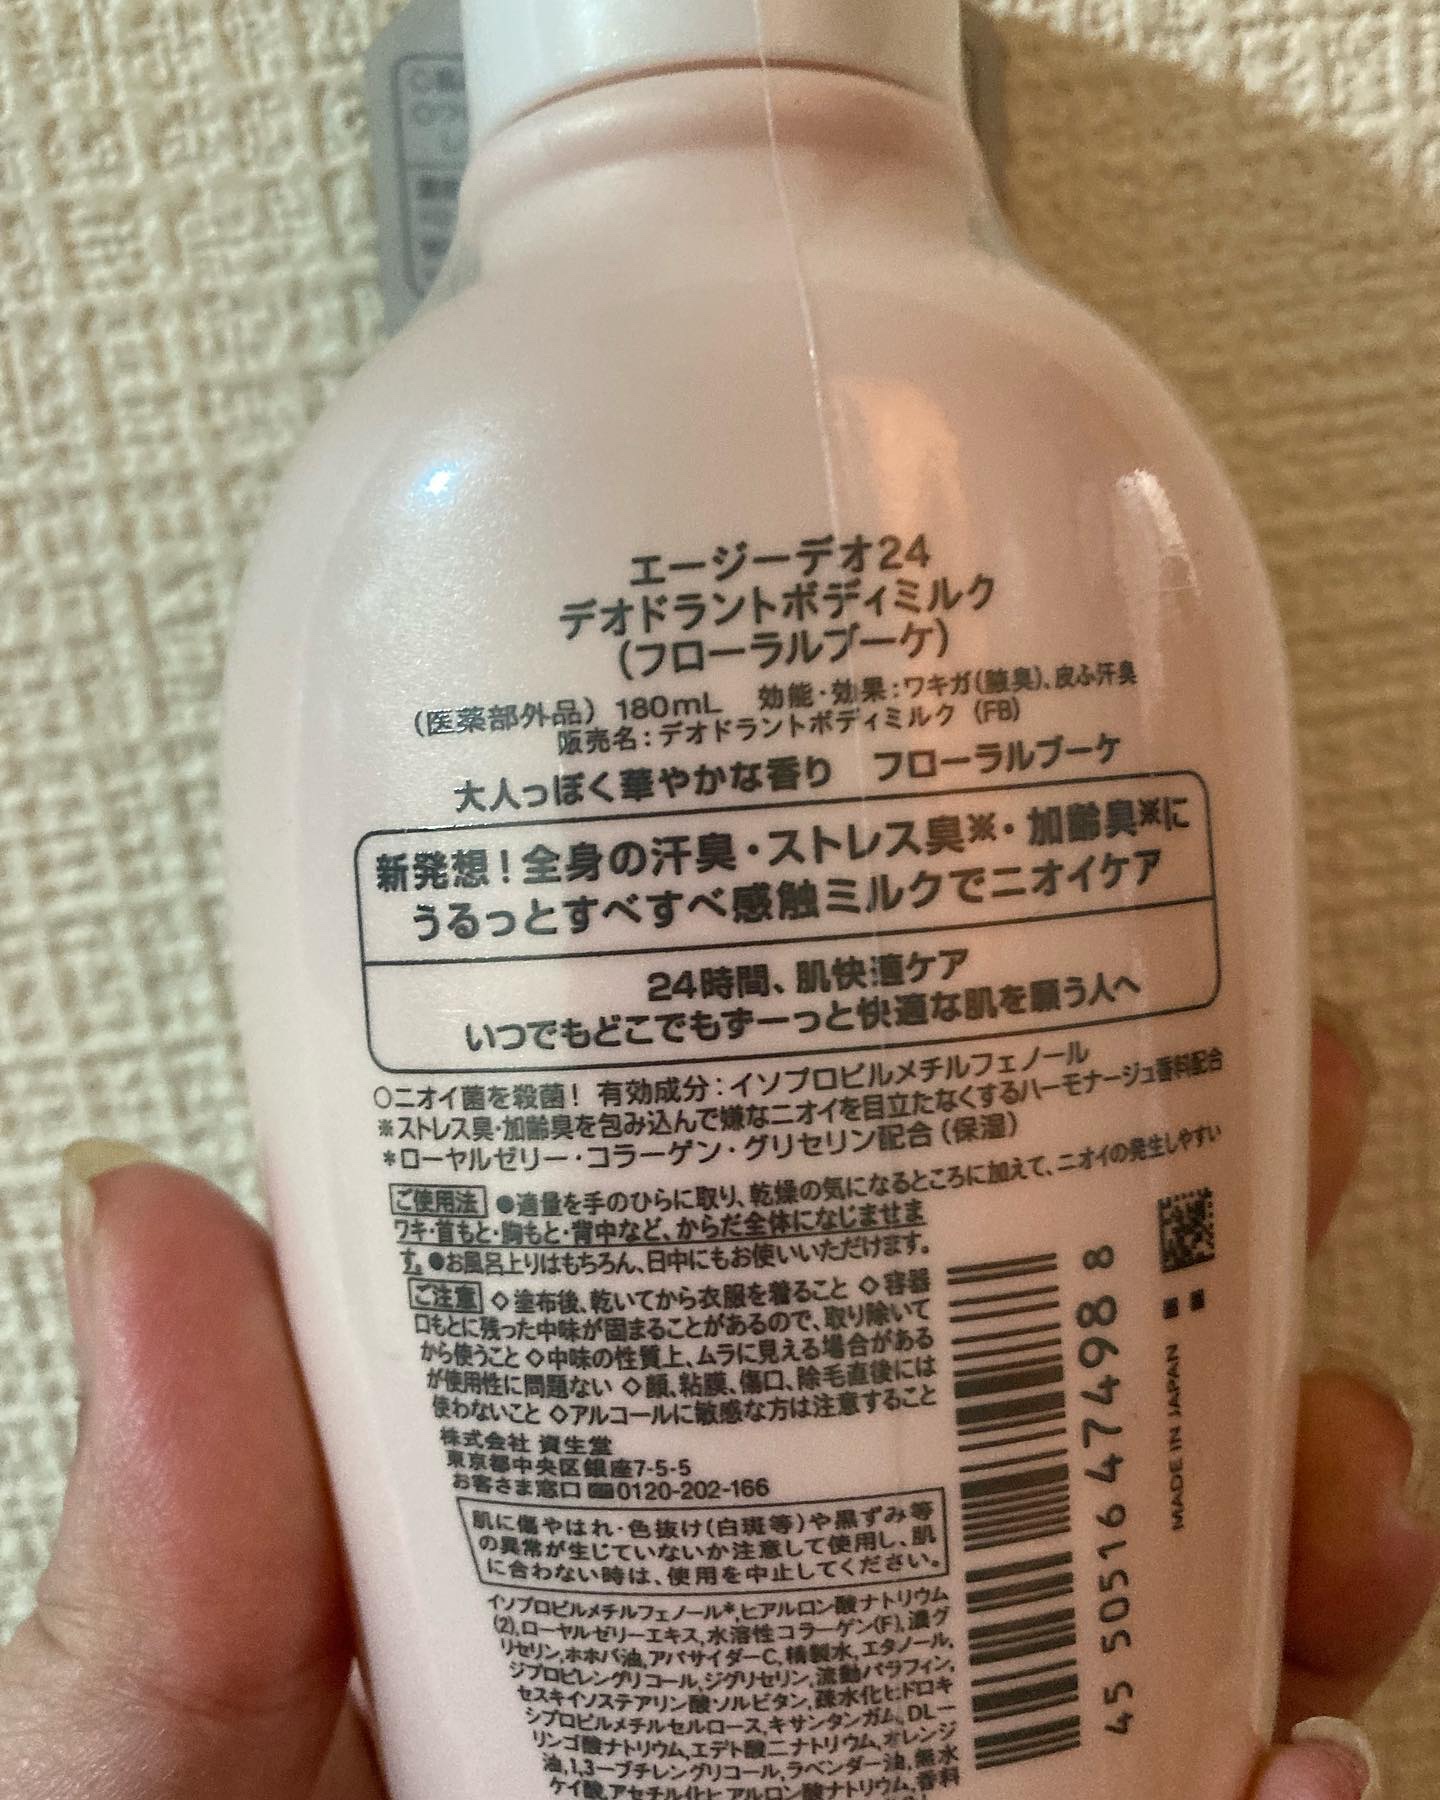 エージーデオ24
デオドラントボディミルク
(フローラルブーケ)
(医薬部外品) 180mL 効能・効果:ワキガ(腋臭)、皮ふ汗臭
販売名:デオドラントボディミルク (FB)
大人っぽく華やかな香り フローラルブーケ
新発想!全身の汗臭・ストレス臭※・加齢臭※に
うるっとすべすべ感触ミルクでニオイケア
24時間、肌快適ケア
いつでもどこでもずーっと快適な肌を願う人へ
○ニオイ菌を殺菌! 有効成分:イソプロピルメチルフェノール
※ストレス臭・加齢臭を包み込んで嫌なニオイを目立たなくするハーモナージュ香料配合
*ローヤルゼリー・コラーゲン・グリセリン配合(保湿)
ご使用法 ●適量を手のひらに取り、乾燥の気になるところに加えて、ニオイの発生しやすい
ワキ・首もと・胸もと・背中など、からだ全体になじませま
す。●お風呂上りはもちろん、日中にもお使いいただけます。
ご注意 ◇塗布後、乾いてから衣服を着ること ◇容器
口もとに残った中味が固まることがあるので、取り除いて
から使うこと ◇中味の性質上、ムラに見える場合がある
が使用性に問題ない ◇顔、粘膜、傷口、除毛直後には
使わないこと ◇アルコールに敏感な方は注意すること
株式会社 資生堂
東京都中央区銀座7-5-5
お客さま窓口 0120-202-166
肌に傷やはれ・色抜け(白斑等)や黒ずみ等
の異常が生じていないか注意して使用し、肌
に合わない時は、使用を中止してください。
イソプロピルメチルフェノール*,ヒアルロン酸ナトリウム
(2),ローヤルゼリーエキス,水溶性コラーゲン(F),濃グ
リセリン,ホホバ油,アバサイダーC,精製水,エタノール,
ジプロピレングリコール,ジグリセリン,流動パラフィン,
セスキイソステアリン酸ソルビタン,疎水化ヒドロキ
シプロピルメチルセルロース,キサンタンガム,DL-
リンゴ酸ナトリウム,エデト酸二ナトリウム,オレンジ
油,1,3-ブチレングリコール,ラベンダー油,無水
ケイ酸,アセチル化ヒアルロン酸ナトリウム,香料
4 550516 474988
MADE IN JAPAN